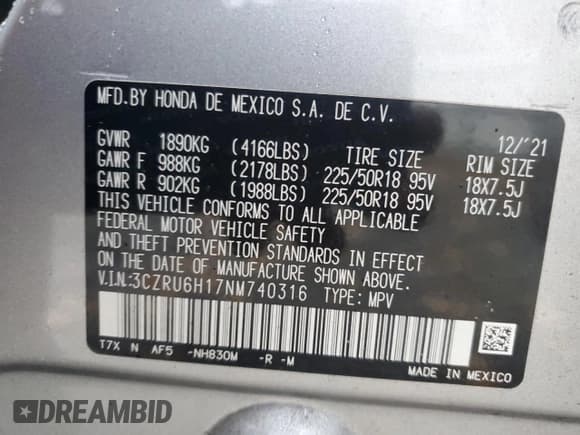 MFD.BY HONDA DE MEXICO S.A. DE C.V.
12/'21
GVWR 1890KG (4166LBS) TIRE SIZE RIM SIZE
GAWR F 988KG (2178LBS) 225/50R18 95V 18X7.5J
GAWR R 902KG (1988LBS) 225/50R18 95V 18X7.5J
THIS VEHICLE CONFORMS TO ALL APPLICABLE
FEDERAL MOTOR VEHICLE SAFETY
AND THEFT PREVENTION STANDARDS IN EFFECT
ON THE DATE OF MANUFACTURE SHOWN ABOVE.
V.I.N.:3CZRU6H17NM740316 TYPE: MPV
T7X N AF5 -NH830M -R -M
MADE IN MEXICO
DREAMBID